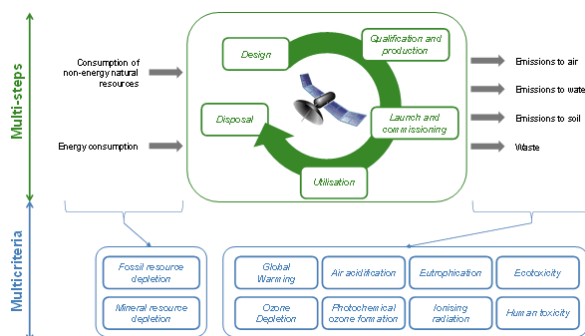 Multi-steps
Consumption of
non-energy natural
resources
Energy consumption
Design
Qualification and
production
Launch and
commissioning
Utilisation
Disposal
Emissions to air
Emissions to wate
Emissions to soil
Waste
Multicriteria
Fossil resource
depletion
Mineral resource
depletion
Global
Warming
Air acidification
Eutrophication
Ecotoxicity
Ozone
Depletion
Photochemical
ozone formation
Ionising
radiation
Human toxicity